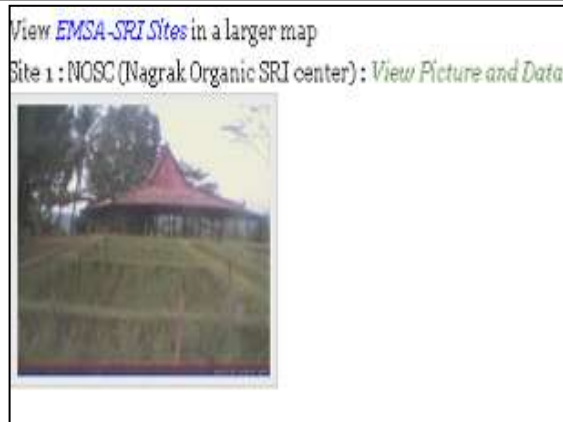 View EMSA-SRI Sites in a larger map
Site 1 : NOSC (Nagrak Organic SRI center) : View Picture and Data